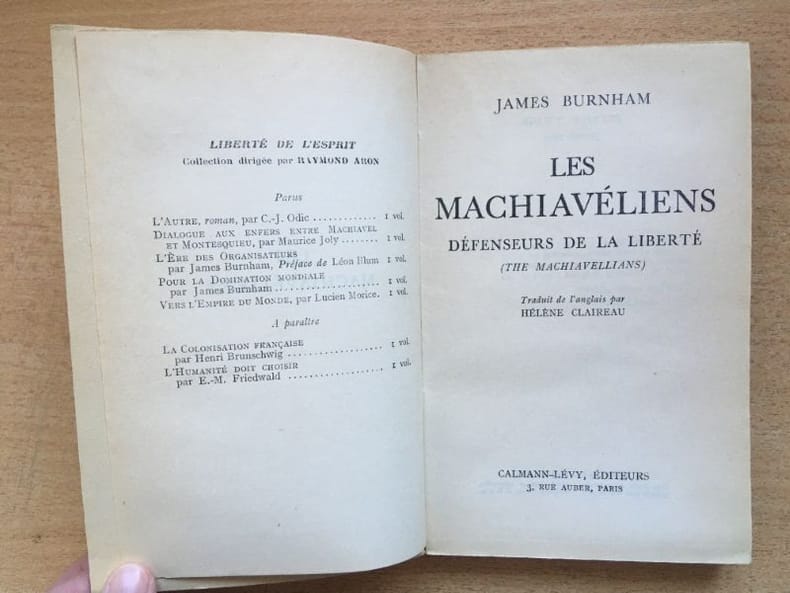 LIBERTÉ DE L'ESPRIT
Collection dirigée par RAYMOND ARON
Parus
L'AUTRE, roman, par C.-J. Odic ............ 1 vol.
DIALOGUE AUX ENFERS ENTRE MACHIAVEL
ET MONTESQUIEU, par Maurice Joly ....... 1 vol.
L'ÈRE DES ORGANISATEURS
par James Burnham, Préface de Léon Blum 1 vol.
POUR LA DOMINATION MONDIALE
par James Burnham ..................... 1 vol.
VERS L'EMPIRE DU MONDE, par Lucien Morice. 1 vol.
A paraître
LA COLONISATION FRANÇAISE
par Henri Brunschwig ................... 1 vol.
L'HUMANITÉ DOIT CHOISIR
par E.-M. Friedwald ................... 1 vol.
JAMES BURNHAM
LES
MACHIAVÉLIENS
DÉFENSEURS DE LA LIBERTÉ
(THE MACHIAVELLIANS)
Traduit de l'anglais par
HÉLÈNE CLAIREAU
CALMANN-LÉVY, ÉDITEURS
3, RUE AUBER, PARIS